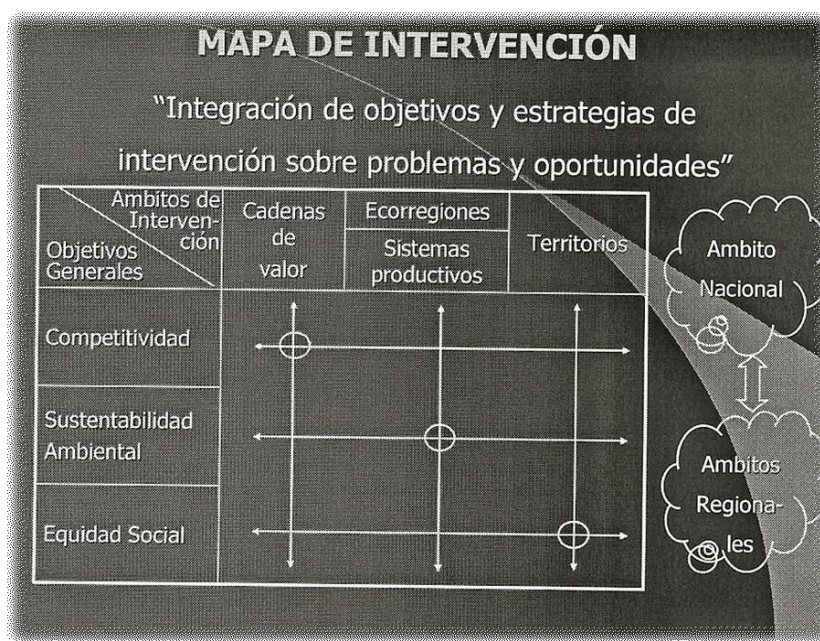 MAPA DE INTERVENCIÓN
“Integración de objetivos y estrategias de
intervención sobre problemas y oportunidades”
Ambitos de
Interven-
ción
Objetivos
Generales
Cadenas
de
valor
Ecorregiones
Sistemas
productivos
Territorios
Competitividad
Sustentabilidad
Ambiental
Equidad Social
Ambito
Nacional
Ambitos
Regiona-
les